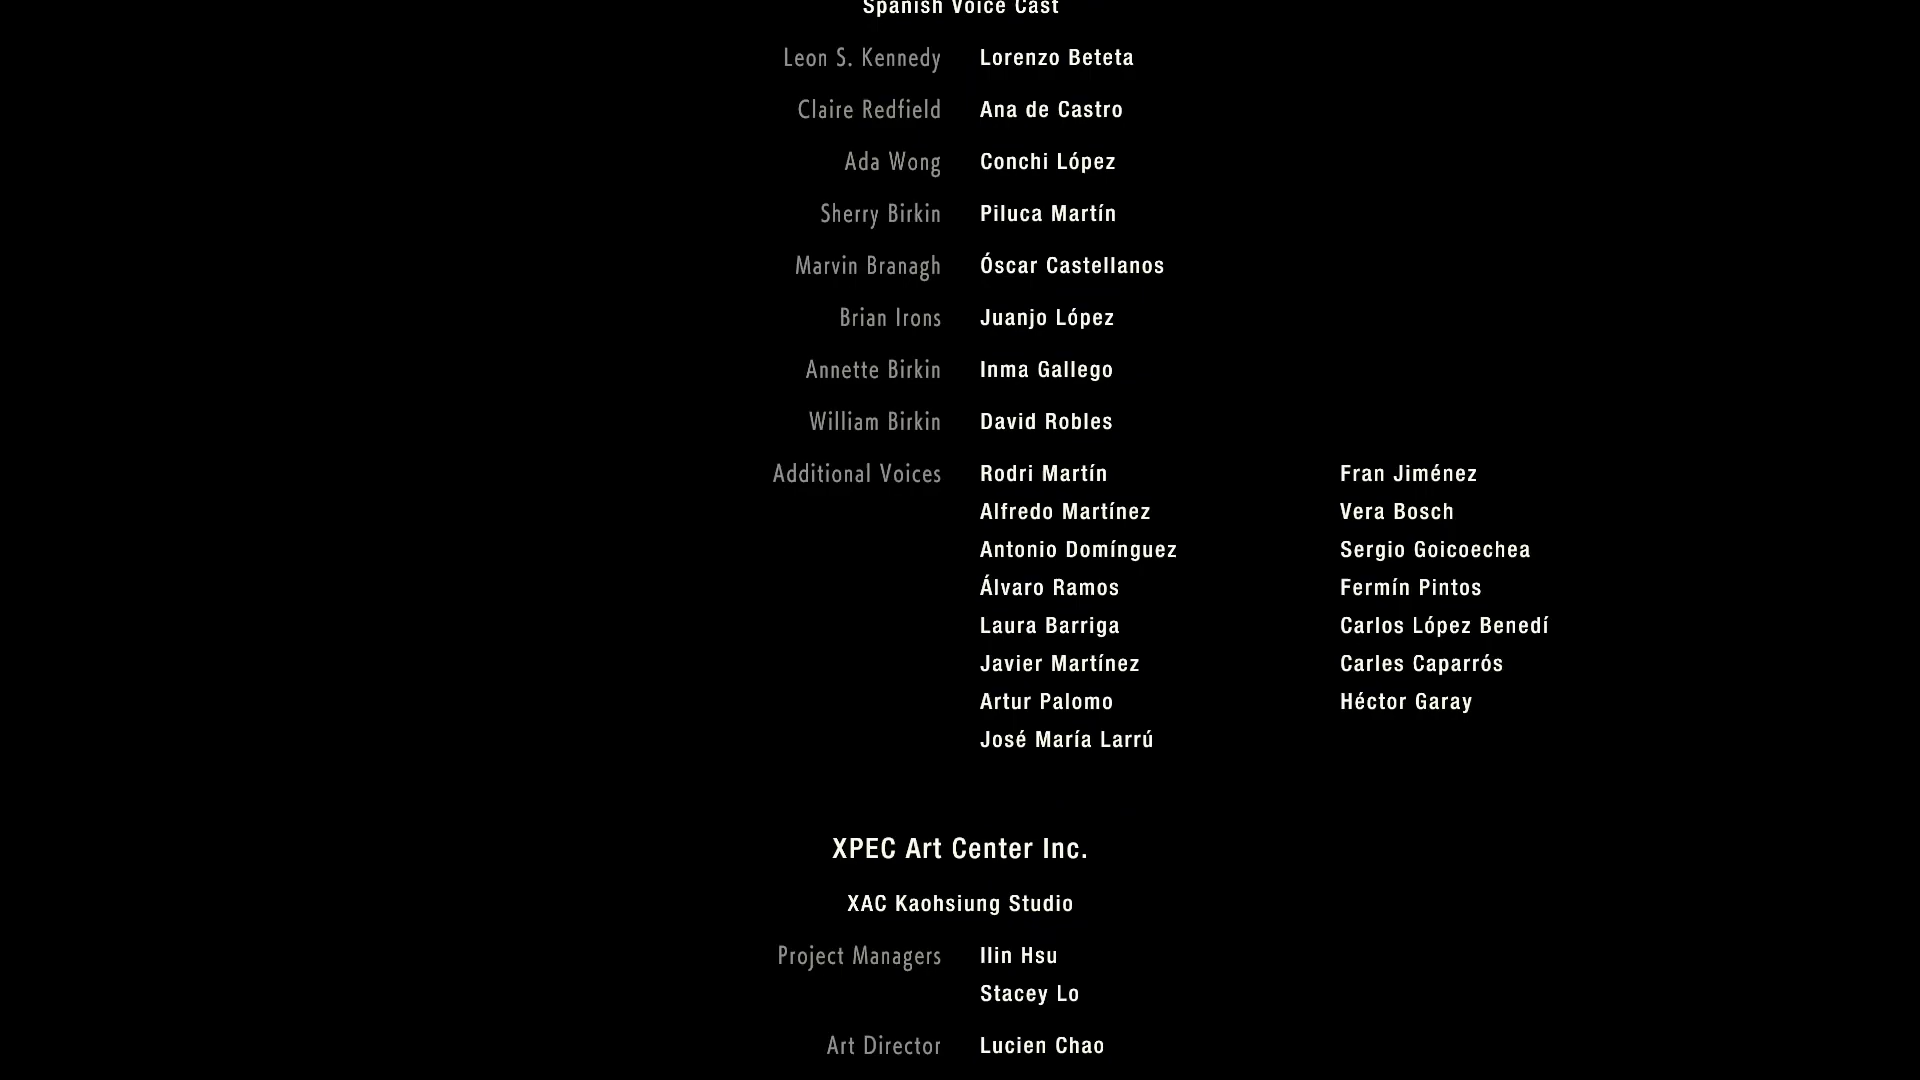 Spanish Voice Cast
Leon S. Kennedy Lorenzo Beteta
Claire Redfield Ana de Castro
Ada Wong Conchi López
Sherry Birkin Piluca Martín
Marvin Branagh Óscar Castellanos
Brian Irons Juanjo López
Annette Birkin Inma Gallego
William Birkin David Robles
Additional Voices Rodri Martín Fran Jiménez
Alfredo Martínez Vera Bosch
Antonio Domínguez Sergio Goicoechea
Álvaro Ramos Fermín Pintos
Laura Barriga Carlos López Benedí
Javier Martínez Carles Caparrós
Artur Palomo Héctor Garay
José María Larrú
XPEC Art Center Inc.
XAC Kaohsiung Studio
Project Managers Ilin Hsu
Stacey Lo
Art Director Lucien Chao